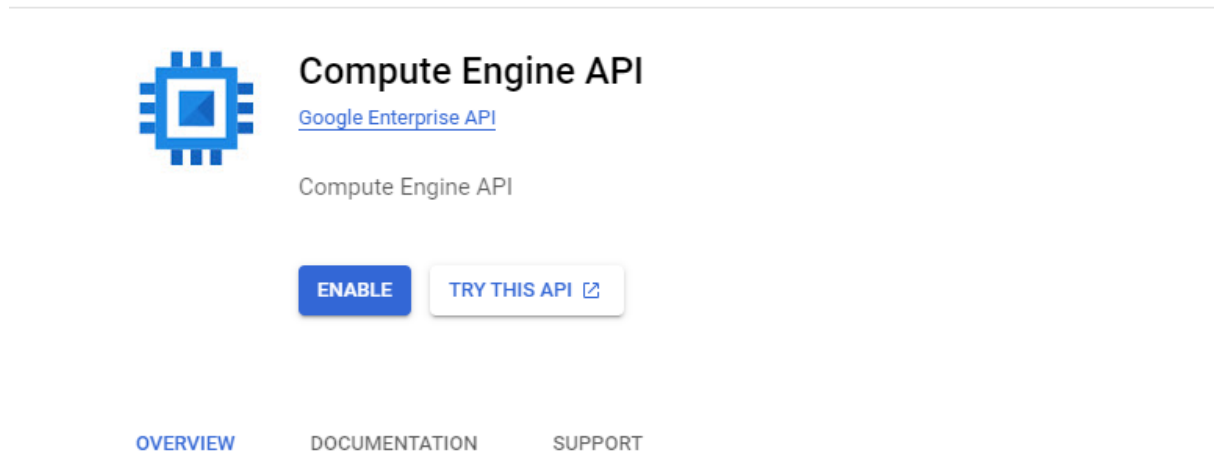 Compute Engine API
Google Enterprise API
Compute Engine API
ENABLE TRY THIS API
OVERVIEW DOCUMENTATION SUPPORT